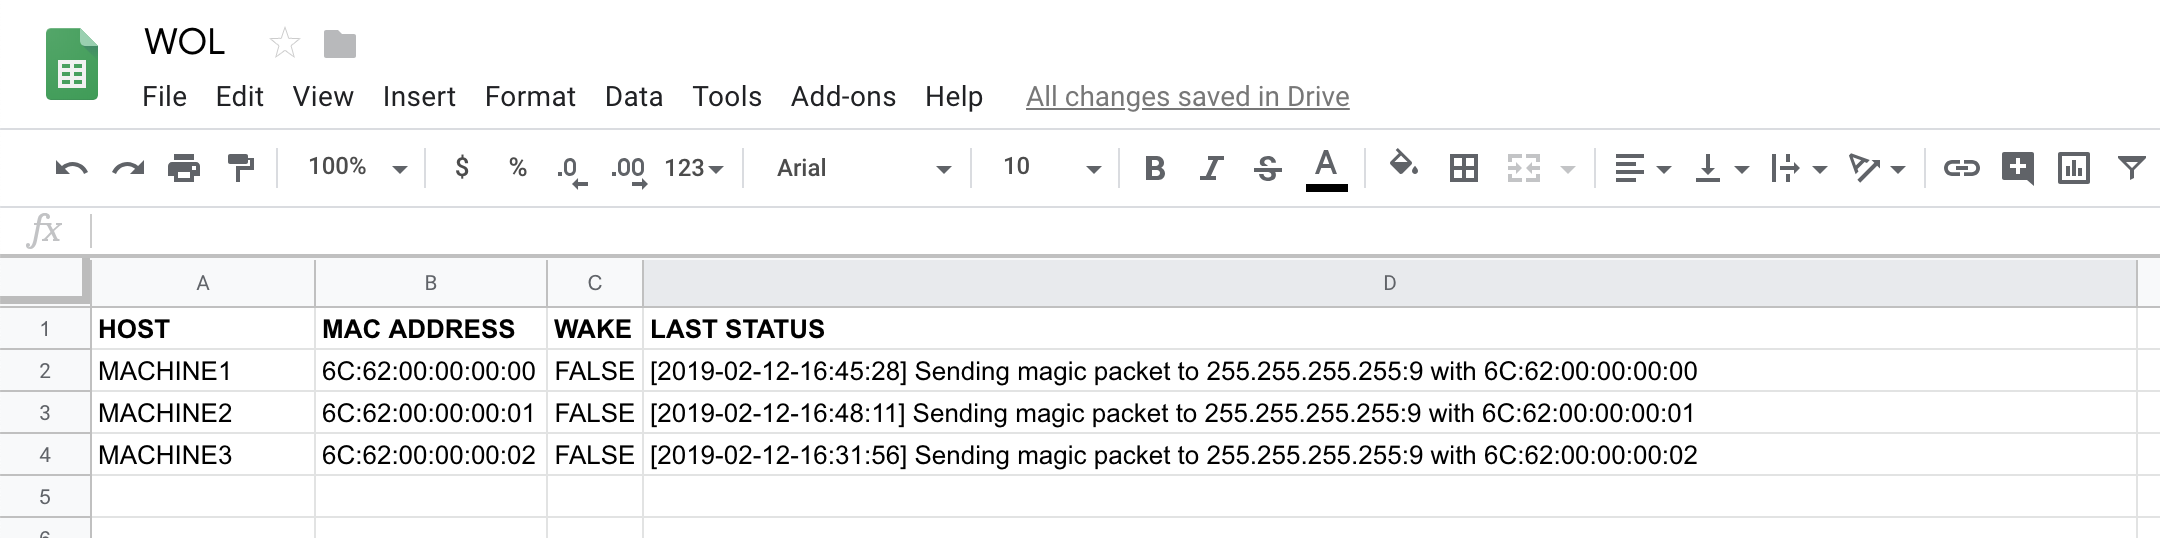 WOL
File Edit View Insert Format Data Tools Add-ons Help All changes saved in Drive
100% $ % .0 .00 123 Arial 10 B I S A
fx
A B C D
1 HOST MAC ADDRESS WAKE LAST STATUS
2 MACHINE1 6C:62:00:00:00:00 FALSE [2019-02-12-16:45:28] Sending magic packet to 255.255.255.255:9 with 6C:62:00:00:00:00
3 MACHINE2 6C:62:00:00:00:01 FALSE [2019-02-12-16:48:11] Sending magic packet to 255.255.255.255:9 with 6C:62:00:00:00:01
4 MACHINE3 6C:62:00:00:00:02 FALSE [2019-02-12-16:31:56] Sending magic packet to 255.255.255.255:9 with 6C:62:00:00:00:02
5
6